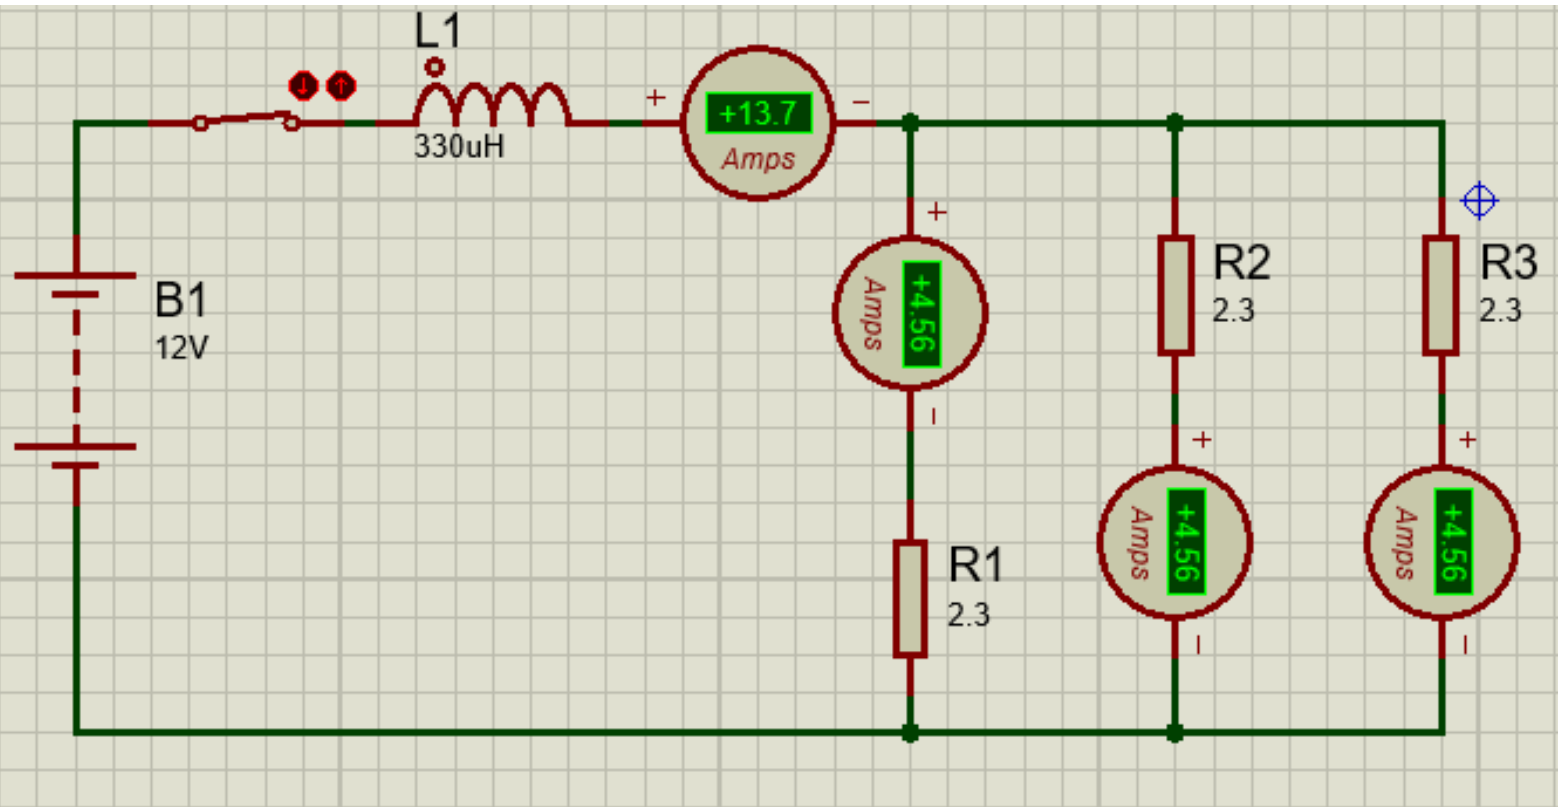 L1
330uH
+
+13.7
Amps
−
B1
12V
+
+4.56
Amps
−
R1
2.3
R2
2.3
+
+4.56
Amps
−
R3
2.3
+
+4.56
Amps
−